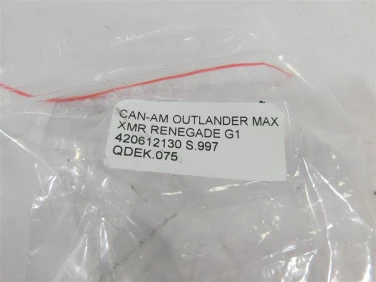 CAN-AM OUTLANDER MAX
XMR RENEGADE G1
420612130 S.997
QDEK.075